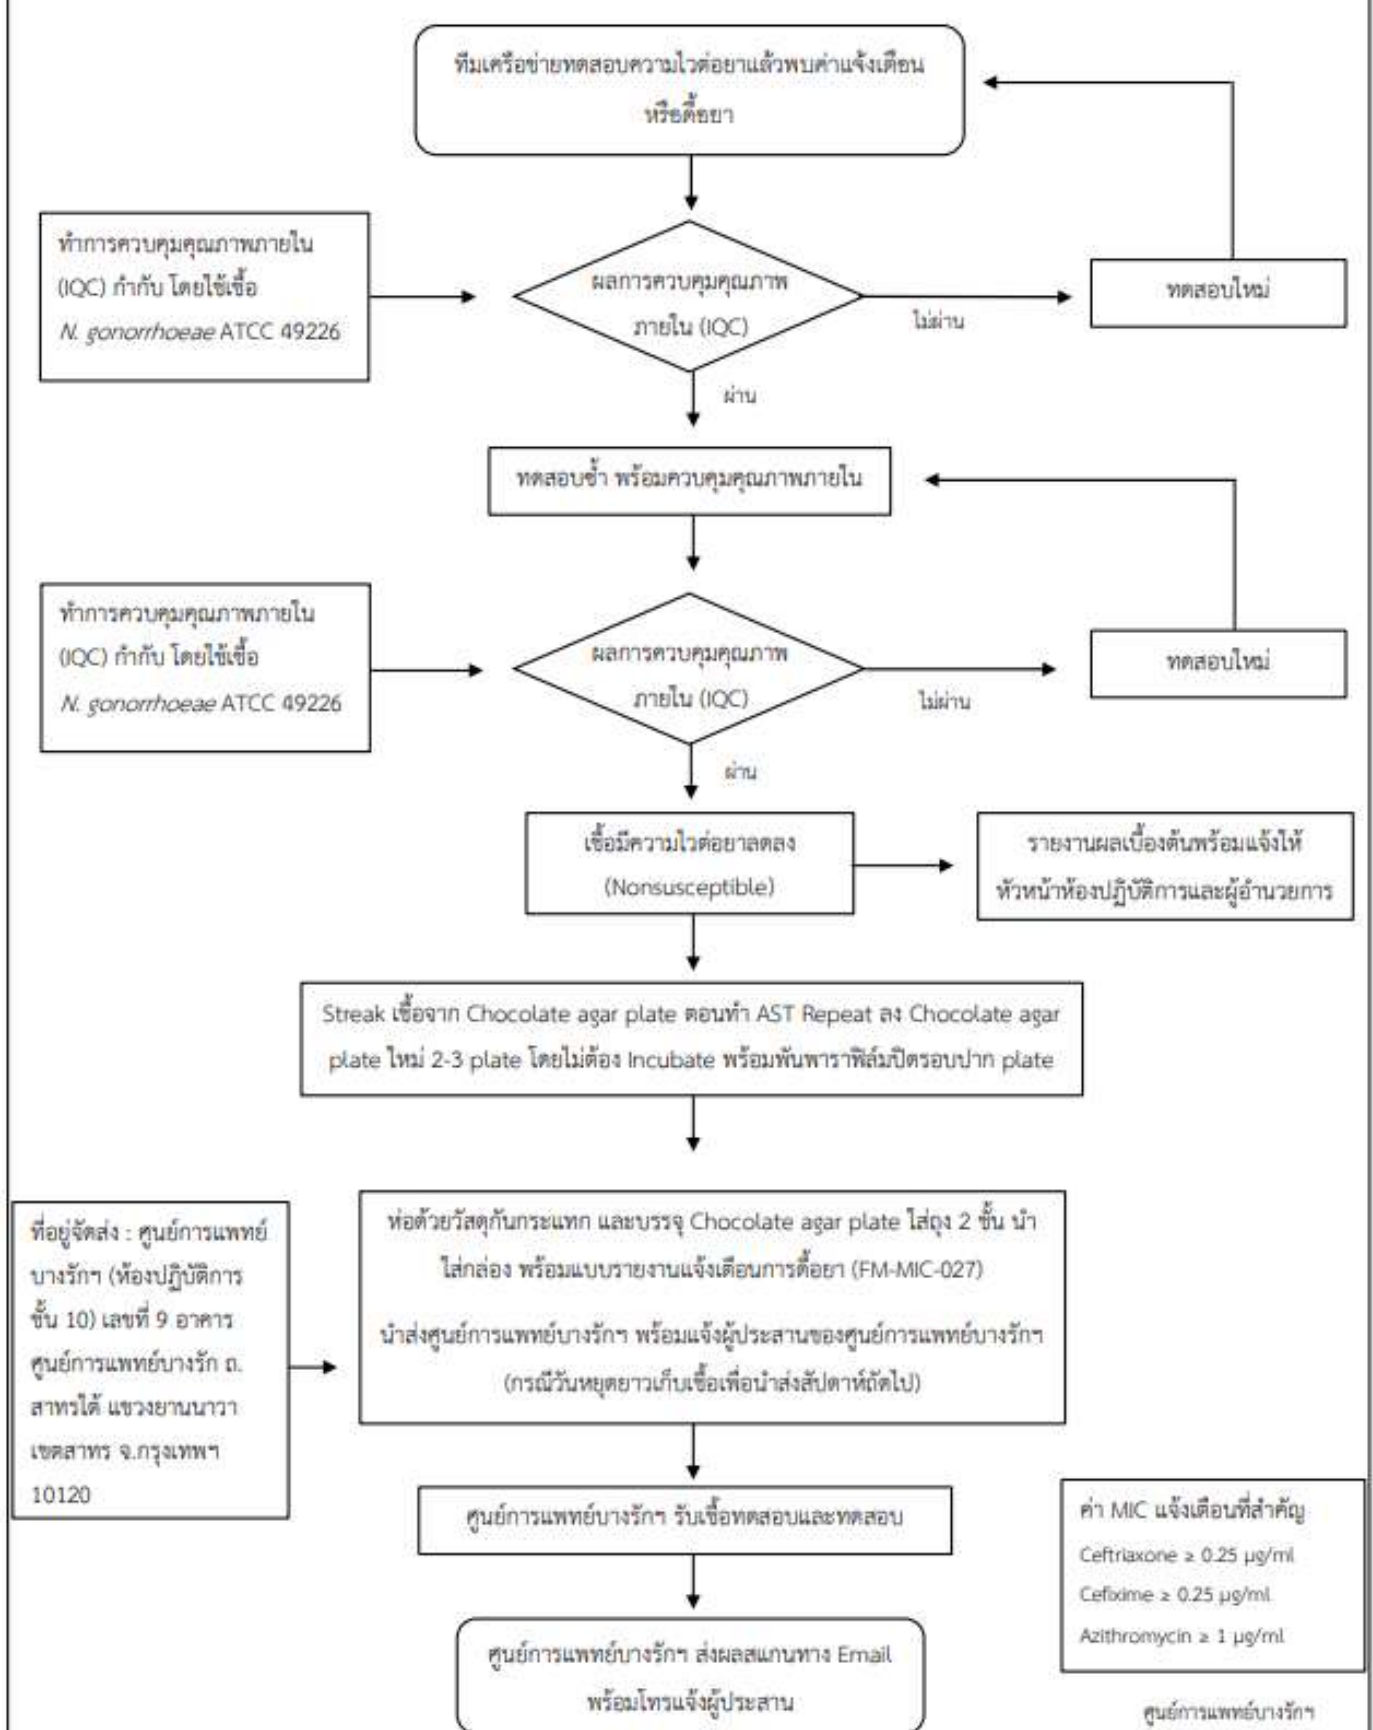 ทีมเครือข่ายทดสอบความไวต่อยาแล้วพบค่าแจ้งเตือน
หรือดื้อยา
ทำการควบคุมคุณภาพภายใน
(IQC) กำกับ โดยใช้เชื้อ
N. gonorrhoeae ATCC 49226
ผลการควบคุมคุณภาพ
ภายใน (IQC)
ไม่ผ่าน
ทดสอบใหม่
ผ่าน
ทดสอบซ้ำ พร้อมควบคุมคุณภาพภายใน
ทำการควบคุมคุณภาพภายใน
(IQC) กำกับ โดยใช้เชื้อ
N. gonorrhoeae ATCC 49226
ผลการควบคุมคุณภาพ
ภายใน (IQC)
ไม่ผ่าน
ทดสอบใหม่
ผ่าน
เชื้อมีความไวต่อยาลดลง
(Nonsusceptible)
รายงานผลเบื้องต้นพร้อมแจ้งให้
หัวหน้าห้องปฏิบัติการและผู้อำนวยการ
Streak เชื้อจาก Chocolate agar plate ตอนทำ AST Repeat ลง Chocolate agar
plate ใหม่ 2-3 plate โดยไม่ต้อง Incubate พร้อมพันพาราฟิล์มปิดรอบปาก plate
ที่อยู่จัดส่ง : ศูนย์การแพทย์
บางรักฯ (ห้องปฏิบัติการ
ชั้น 10) เลขที่ 9 อาคาร
ศูนย์การแพทย์บางรัก ถ.
สาทรใต้ แขวงยานนาวา
เขตสาทร จ.กรุงเทพฯ
10120
ห่อด้วยวัสดุกันกระแทก และบรรจุ Chocolate agar plate ใส่ถุง 2 ชั้น นำ
ใส่กล่อง พร้อมแบบรายงานแจ้งเตือนการดื้อยา (FM-MIC-027)
นำส่งศูนย์การแพทย์บางรักฯ พร้อมแจ้งผู้ประสานของศูนย์การแพทย์บางรักฯ
(กรณีวันหยุดยาวเก็บเชื้อเพื่อนำส่งสัปดาห์ถัดไป)
ศูนย์การแพทย์บางรักฯ รับเชื้อทดสอบและทดสอบ
ค่า MIC แจ้งเตือนที่สำคัญ
Ceftriaxone ≥ 0.25 µg/ml
Cefixime ≥ 0.25 µg/ml
Azithromycin ≥ 1 µg/ml
ศูนย์การแพทย์บางรักฯ ส่งผลสแกนทาง Email
พร้อมโทรแจ้งผู้ประสาน
ศูนย์การแพทย์บางรักฯ